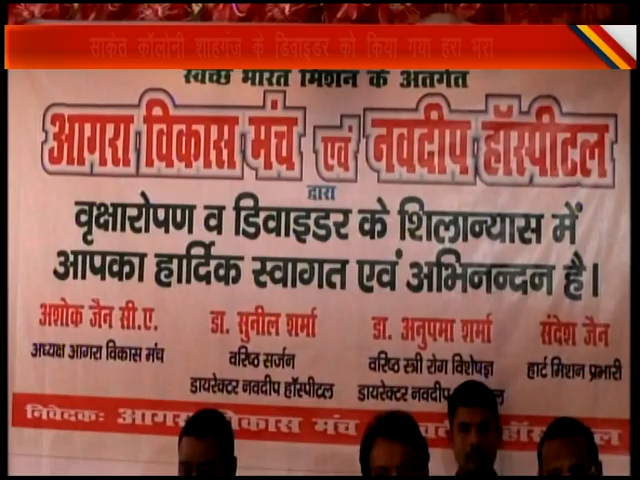 साकेत कॉलोनी शाहगंज के डिवाइडर को किया गया हरा भरा
स्वच्छ भारत मिशन के अंतर्गत
आगरा विकास मंच एवं नवदीप हॉस्पीटल
द्वारा
वृक्षारोपण व डिवाइडर के शिलान्यास में
आपका हार्दिक स्वागत एवं अभिनन्दन है।
अशोक जैन सी.ए. डा. सुनील शर्मा डा. अनुपमा शर्मा संदेश जैन
अध्यक्ष आगरा विकास मंच वरिष्ठ सर्जन वरिष्ठ स्त्री रोग विशेषज्ञ हार्ट मिशन प्रभारी
डायरेक्टर नवदीप हॉस्पीटल डायरेक्टर नवदीप
निवेदकः आगरा विकास मंच